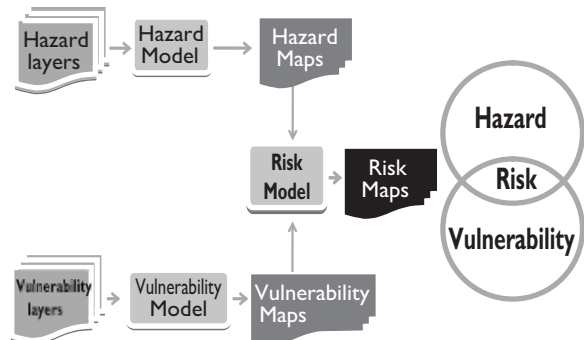 Hazard
layers
Hazard
Model
Hazard
Maps
Risk
Model
Risk
Maps
Hazard
Risk
Vulnerability
Vulnerability
layers
Vulnerability
Model
Vulnerability
Maps